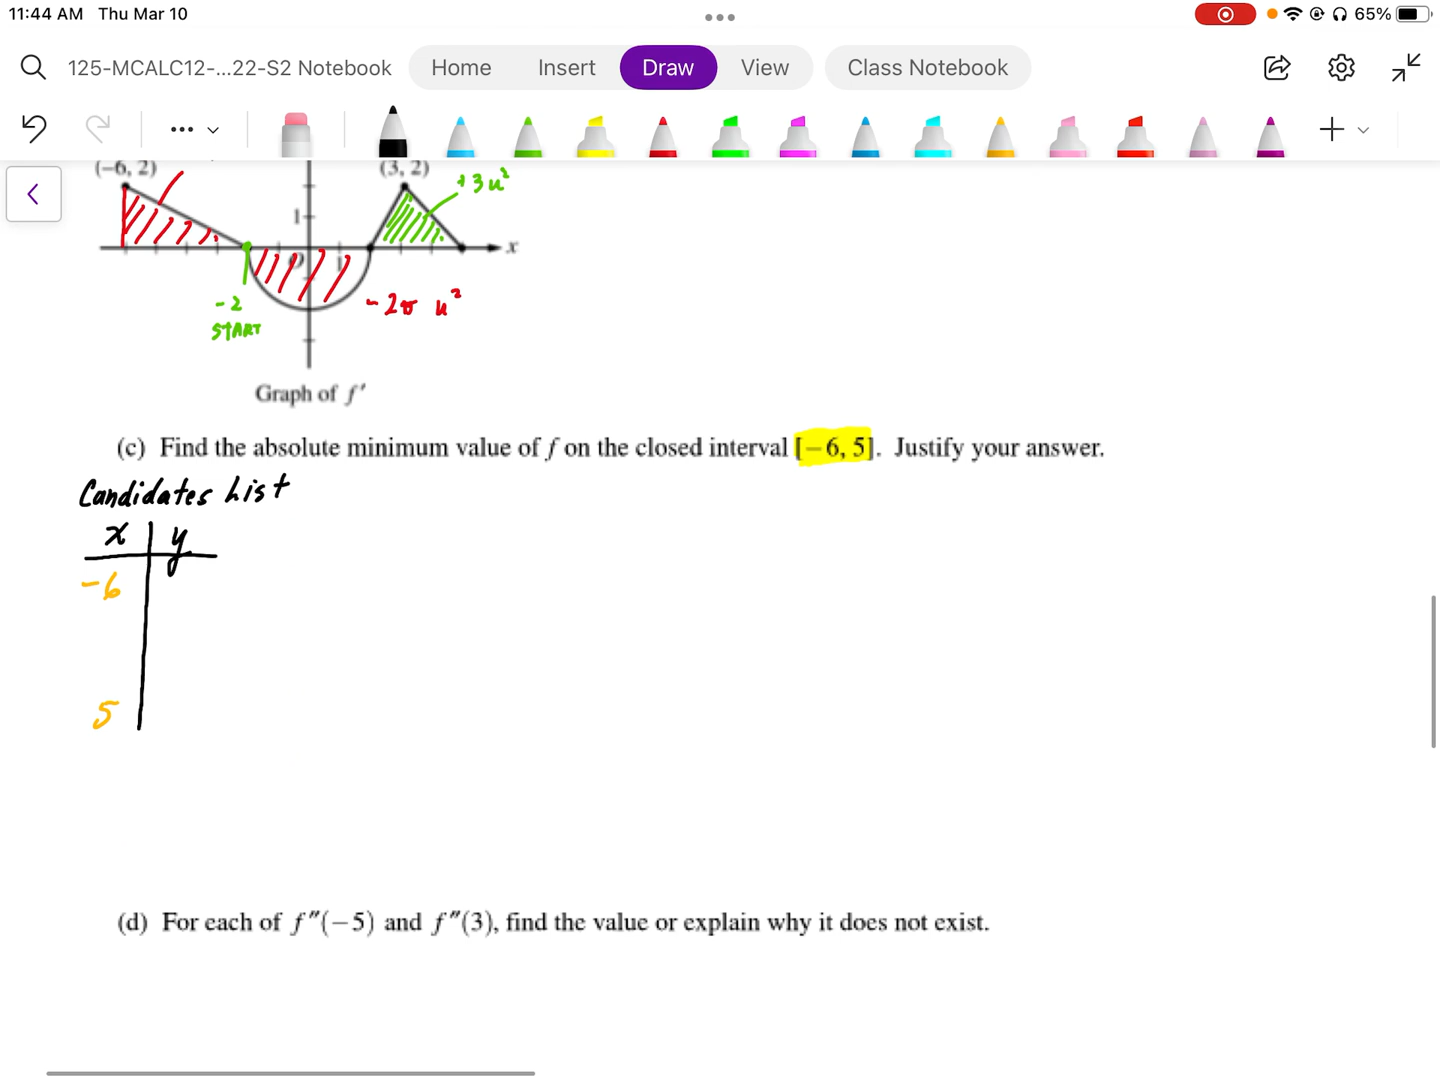 11:44 AM Thu Mar 10
65%
125-MCALC12-...22-S2 Notebook Home Insert Draw View Class Notebook
(−6, 2) (3, 2) +3u²
1
O 1 x
-2 -2π u²
START
Graph of f′
(c) Find the absolute minimum value of f on the closed interval [−6, 5]. Justify your answer.
Candidates List
x y
-6
5
(d) For each of f″(−5) and f″(3), find the value or explain why it does not exist.